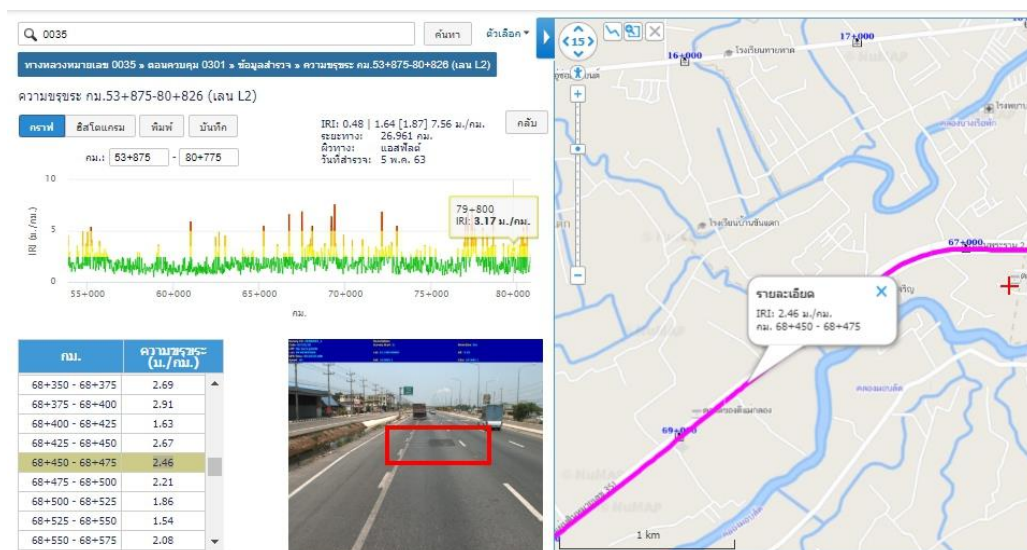 0035
ค้นหา
ตัวเลือก
ทางหลวงหมายเลข 0035 » ตอนควบคุม 0301 » ข้อมูลสำรวจ » ความขรุขระ กม.53+875-80+826 (เลน L2)
ความขรุขระ กม.53+875-80+826 (เลน L2)
กราฟ
ฮิสโตแกรม
พิมพ์
บันทึก
IRI: 0.48 | 1.64 [1.87] 7.56 ม./กม.
ระยะทาง: 26.961 กม.
ผิวทาง: แอสฟัลต์
วันที่สำรวจ: 5 พ.ค. 63
กลับ
กม.: 53+875 - 80+775
10
5
0
IRI (ม./กม.)
79+800
IRI: 3.17 ม./กม.
55+000 60+000 65+000 70+000 75+000 80+000
กม.
กม. ความขรุขระ (ม./กม.)
68+350 - 68+375 2.69
68+375 - 68+400 2.91
68+400 - 68+425 1.63
68+425 - 68+450 2.67
68+450 - 68+475 2.46
68+475 - 68+500 2.21
68+500 - 68+525 1.86
68+525 - 68+550 1.54
68+550 - 68+575 2.08
15
16+000
17+000
โรงเรียนบ้านขันแตก
67+000
รายละเอียด
IRI: 2.46 ม./กม.
กม. 68+450 - 68+475
69+000
© NuMAP
1 km